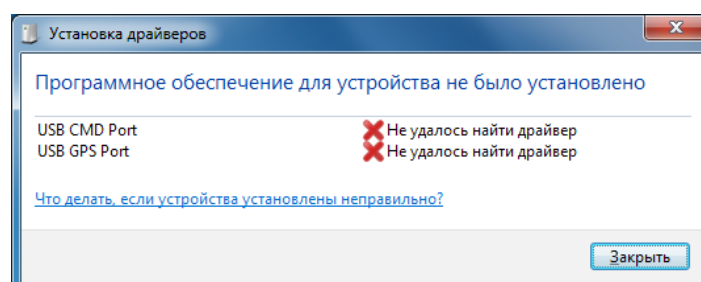 Установка драйверов
Программное обеспечение для устройства не было установлено
USB CMD Port Не удалось найти драйвер
USB GPS Port Не удалось найти драйвер
Что делать, если устройства установлены неправильно?
Закрыть